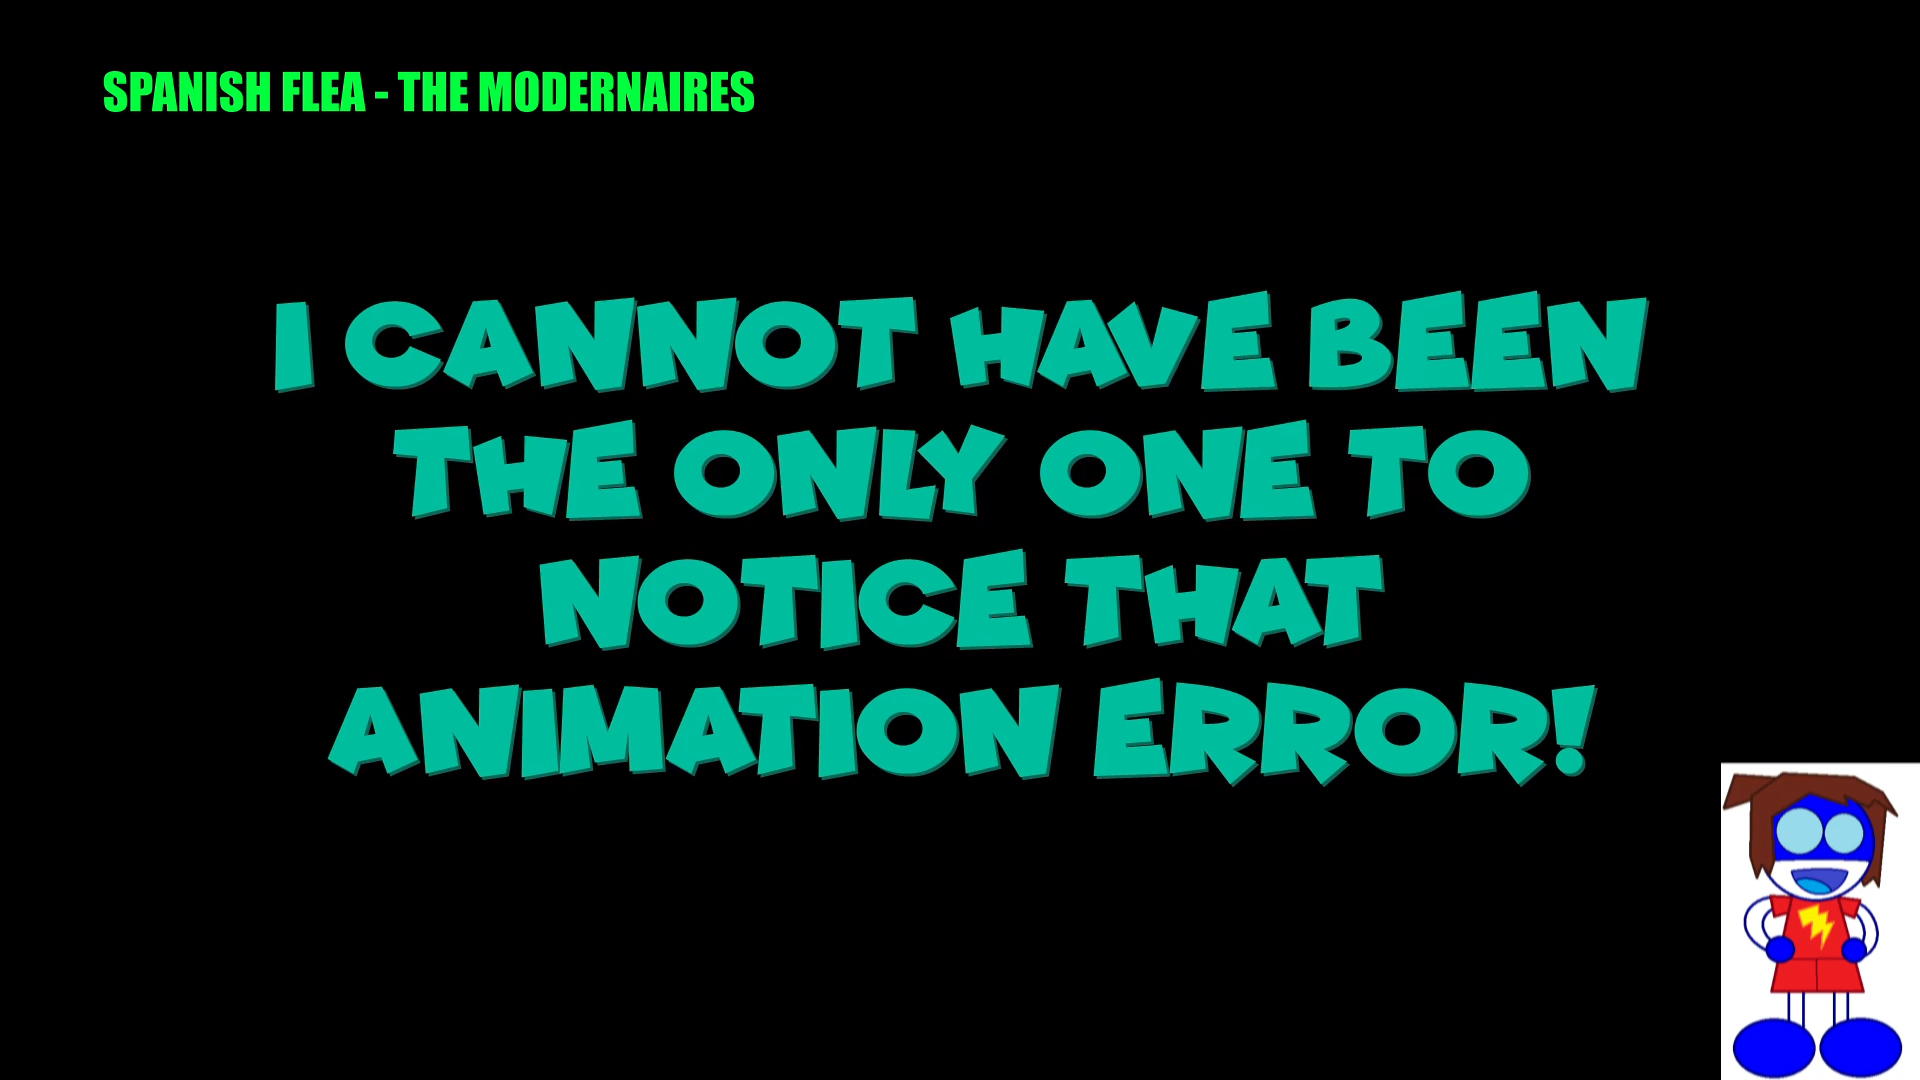 SPANISH FLEA - THE MODERNAIRES
I CANNOT HAVE BEEN
THE ONLY ONE TO
NOTICE THAT
ANIMATION ERROR!